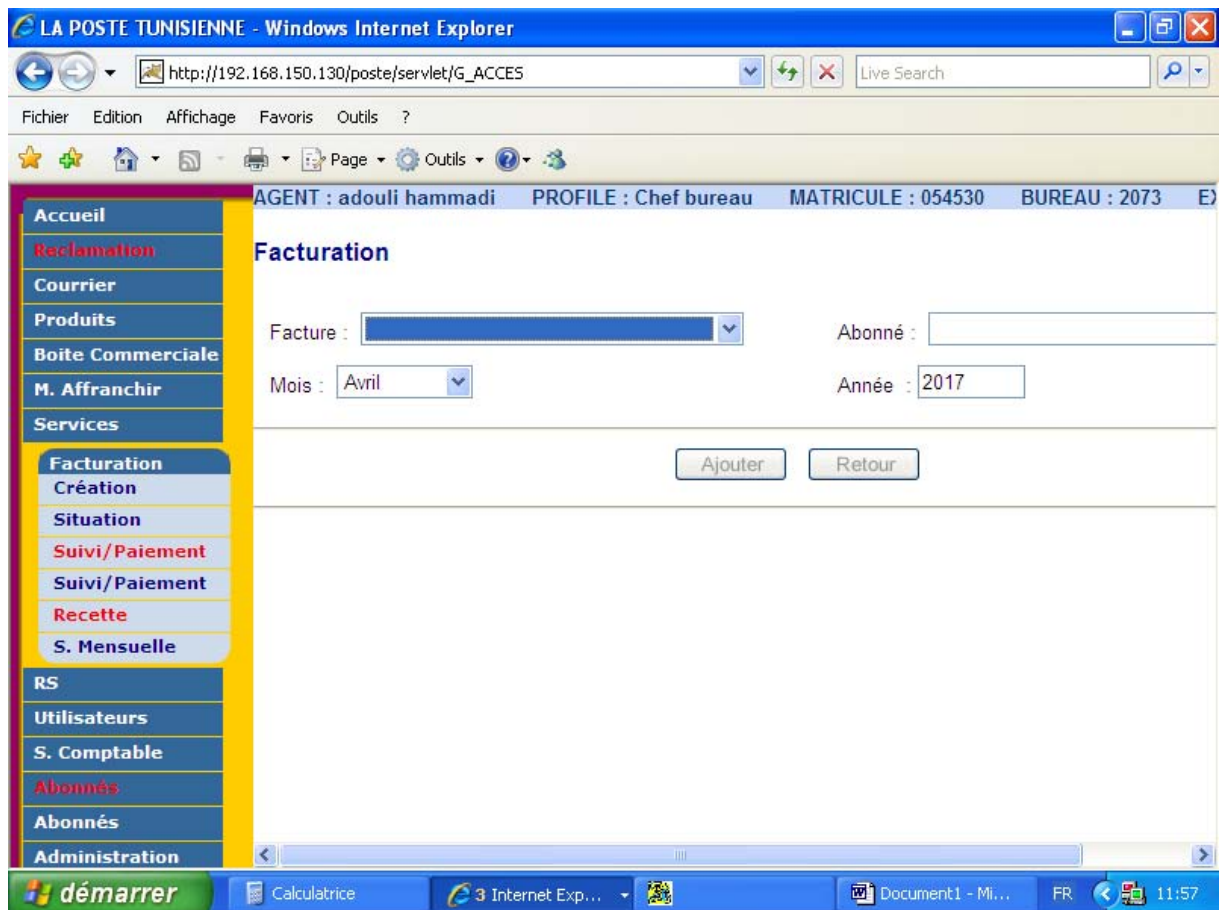 LA POSTE TUNISIENNE - Windows Internet Explorer
http://192.168.150.130/poste/servlet/G_ACCES
Live Search
Fichier Edition Affichage Favoris Outils ?
Page Outils
AGENT : adouli hammadi PROFILE : Chef bureau MATRICULE : 054530 BUREAU : 2073
Accueil
Reclamation
Courrier
Produits
Boite Commerciale
M. Affranchir
Services
Facturation
Création
Situation
Suivi/Paiement
Suivi/Paiement
Recette
S. Mensuelle
RS
Utilisateurs
S. Comptable
Abonnés
Abonnés
Administration
Facturation
Facture : Abonné :
Mois : Avril Année : 2017
Ajouter Retour
démarrer Calculatrice 3 Internet Exp... Document1 - Mi... FR 11:57